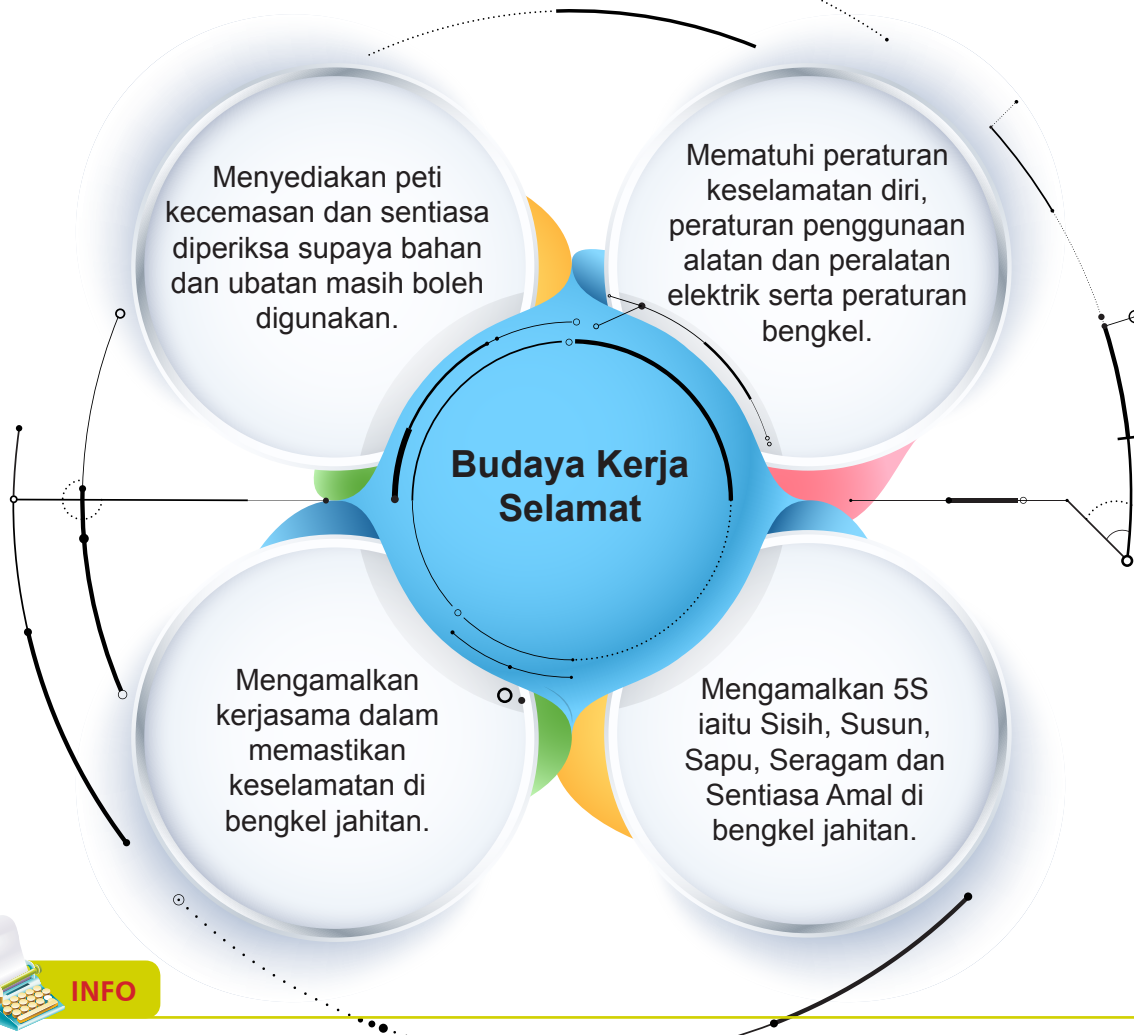 Menyediakan peti
kecemasan dan sentiasa
diperiksa supaya bahan
dan ubatan masih boleh
digunakan.
Mematuhi peraturan
keselamatan diri,
peraturan penggunaan
alatan dan peralatan
elektrik serta peraturan
bengkel.
Budaya Kerja
Selamat
Mengamalkan
kerjasama dalam
memastikan
keselamatan di
bengkel jahitan.
Mengamalkan 5S
iaitu Sisih, Susun,
Sapu, Seragam dan
Sentiasa Amal di
bengkel jahitan.
INFO